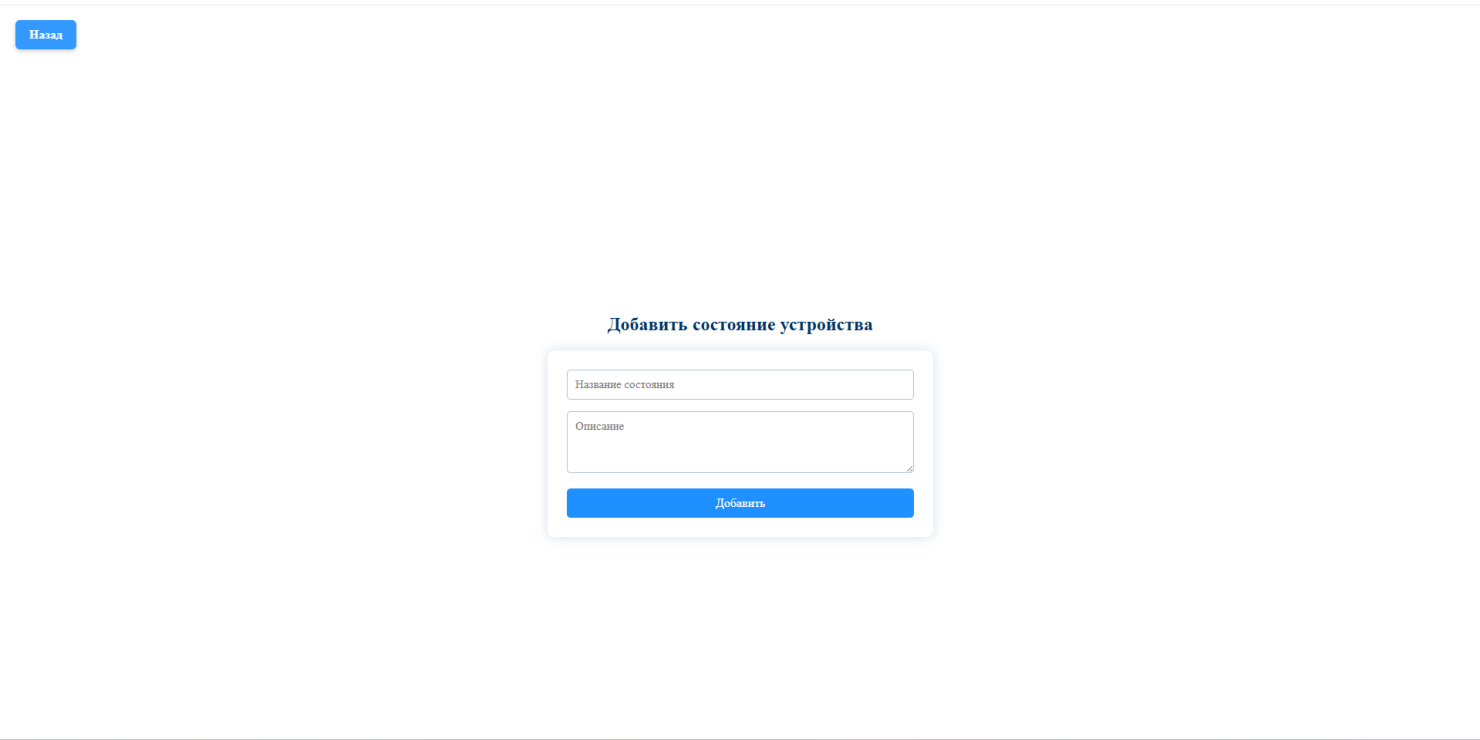 Назад
Добавить состояние устройства
Название состояния
Описание
Добавить